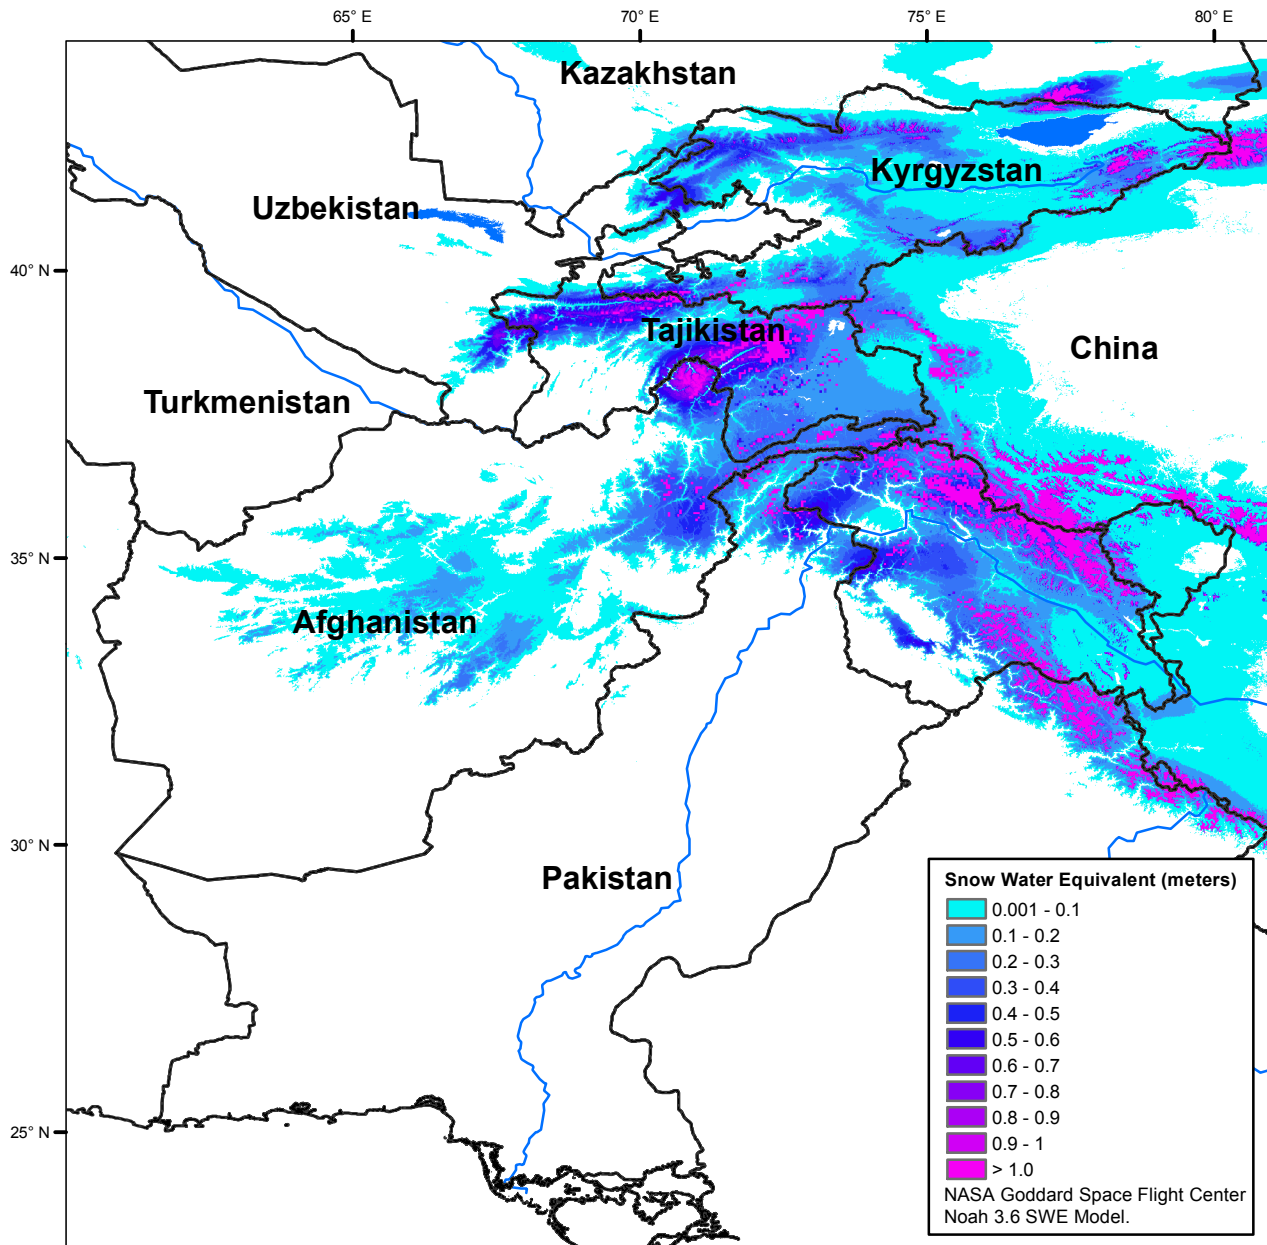 65° E
70° E
75° E
80° E
Kazakhstan
Kyrgyzstan
Uzbekistan
40° N
Tajikistan
China
Turkmenistan
35° N
Afghanistan
30° N
Pakistan
25° N
Snow Water Equivalent (meters)
0.001 - 0.1
0.1 - 0.2
0.2 - 0.3
0.3 - 0.4
0.4 - 0.5
0.5 - 0.6
0.6 - 0.7
0.7 - 0.8
0.8 - 0.9
0.9 - 1
> 1.0
NASA Goddard Space Flight Center
Noah 3.6 SWE Model.